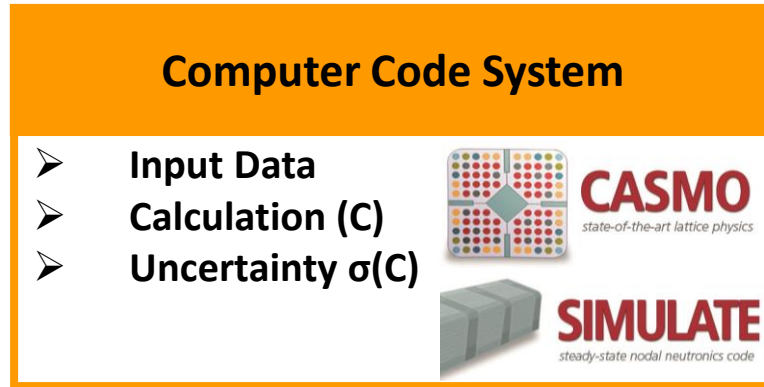 Computer Code System
➢ Input Data
➢ Calculation (C)
➢ Uncertainty σ(C)
CASMO
state-of-the-art lattice physics
SIMULATE
steady-state nodal neutronics code